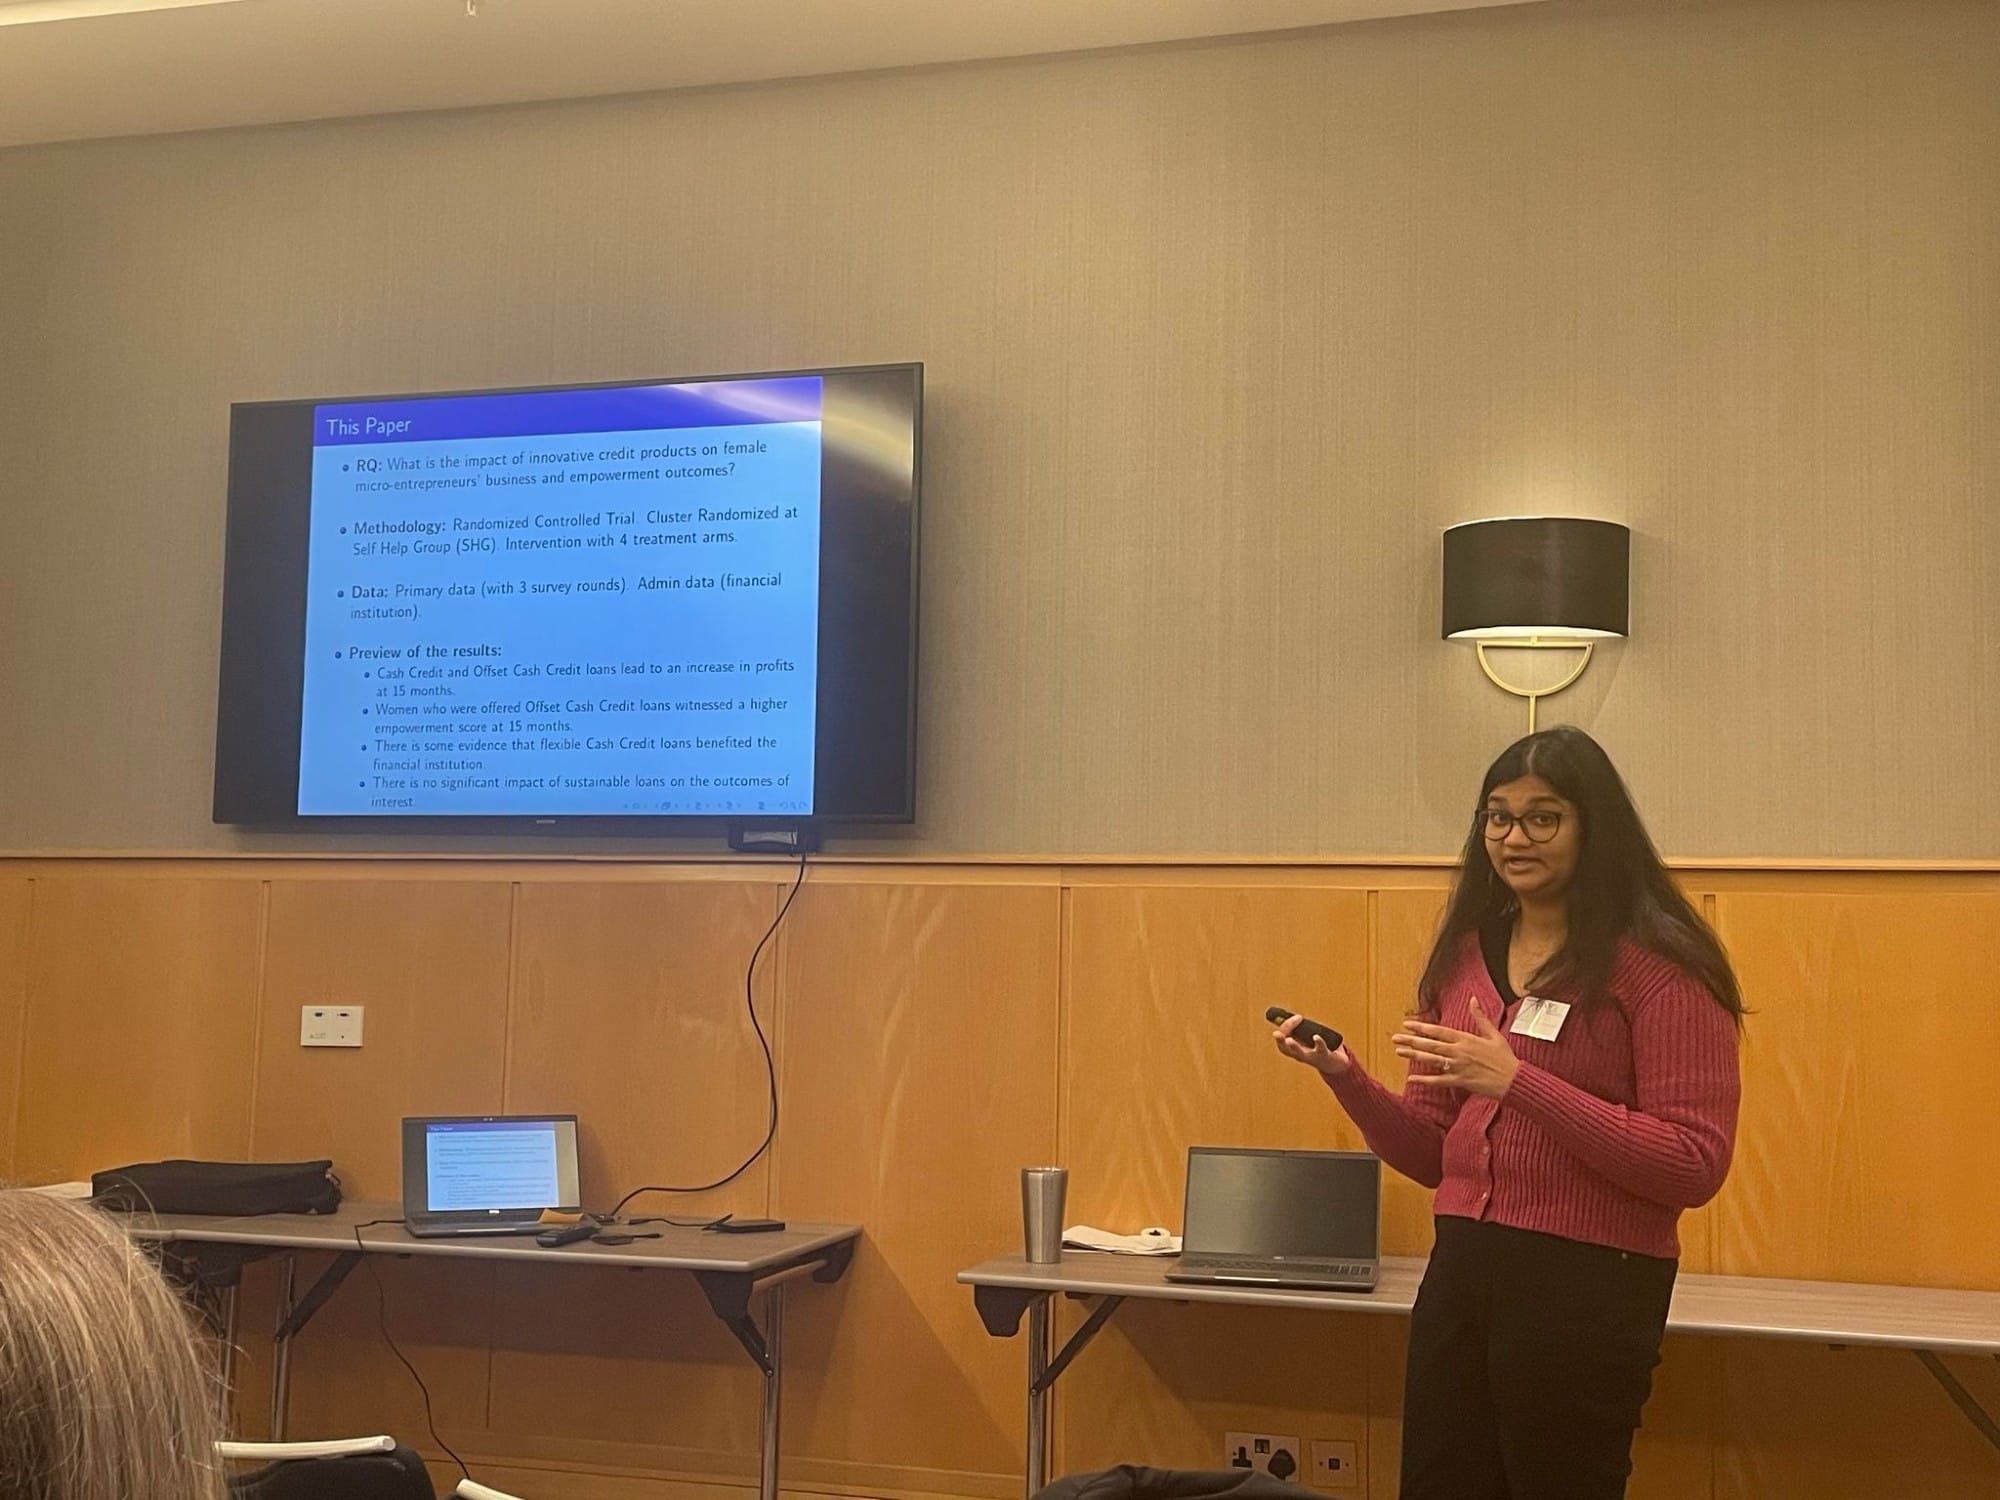 This Paper
RQ: What is the impact of innovative credit products on female
micro-entrepreneurs' business and empowerment outcomes?
Methodology: Randomized Controlled Trial. Cluster Randomized at
Self Help Group (SHG). Intervention with 4 treatment arms.
Data: Primary data (with 3 survey rounds). Admin data (financial
institution).
Preview of the results:
Cash Credit and Offset Cash Credit loans lead to an increase in profits
at 15 months.
Women who were offered Offset Cash Credit loans witnessed a higher
empowerment score at 15 months.
There is some evidence that flexible Cash Credit loans benefited the
financial institution.
There is no significant impact of sustainable loans on the outcomes of
interest.
This Paper